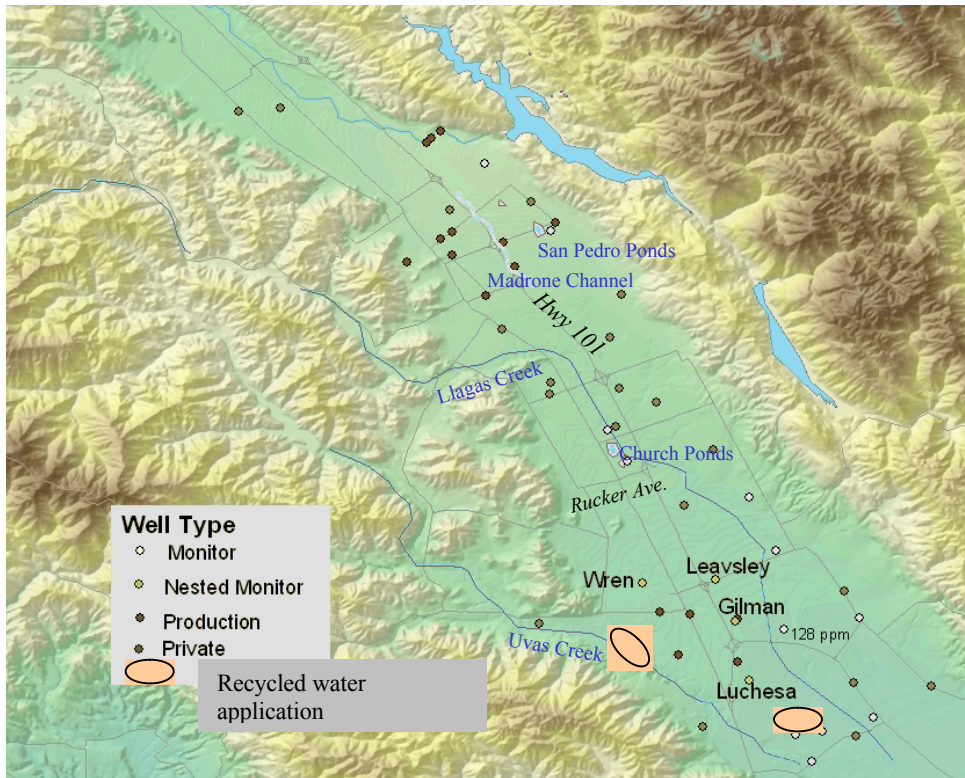 San Pedro Ponds
Madrone Channel
Hwy 101
Llagas Creek
Church Ponds
Rucker Ave.
Well Type
Monitor
Nested Monitor
Production
Private
Recycled water
application
Wren
Leavsley
Gilman
128 ppm
Uvas Creek
Luchesa